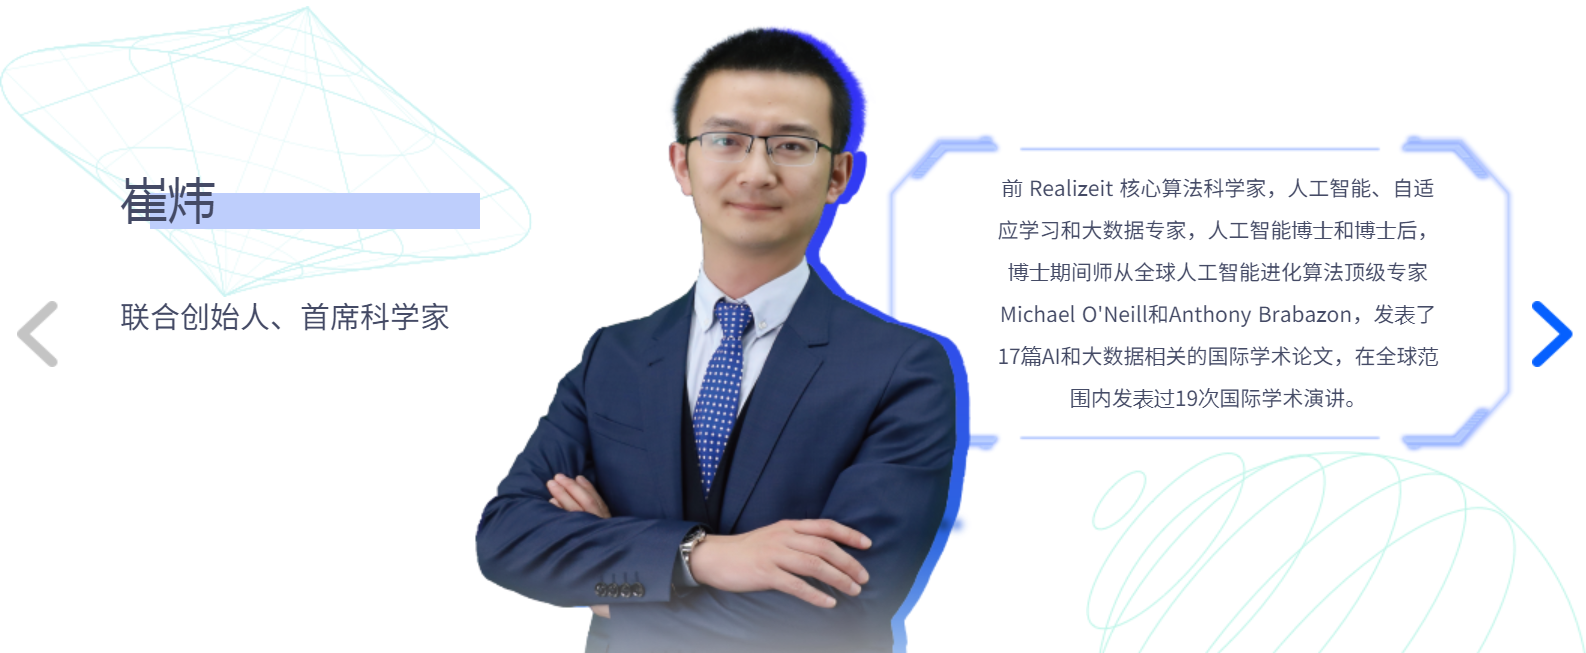 崔炜
联合创始人、首席科学家
前 Realizeit 核心算法科学家，人工智能、自适
应学习和大数据专家，人工智能博士和博士后，
博士期间师从全球人工智能进化算法顶级专家
Michael O'Neill和Anthony Brabazon，发表了
17篇AI和大数据相关的国际学术论文，在全球范
围内发表过19次国际学术演讲。